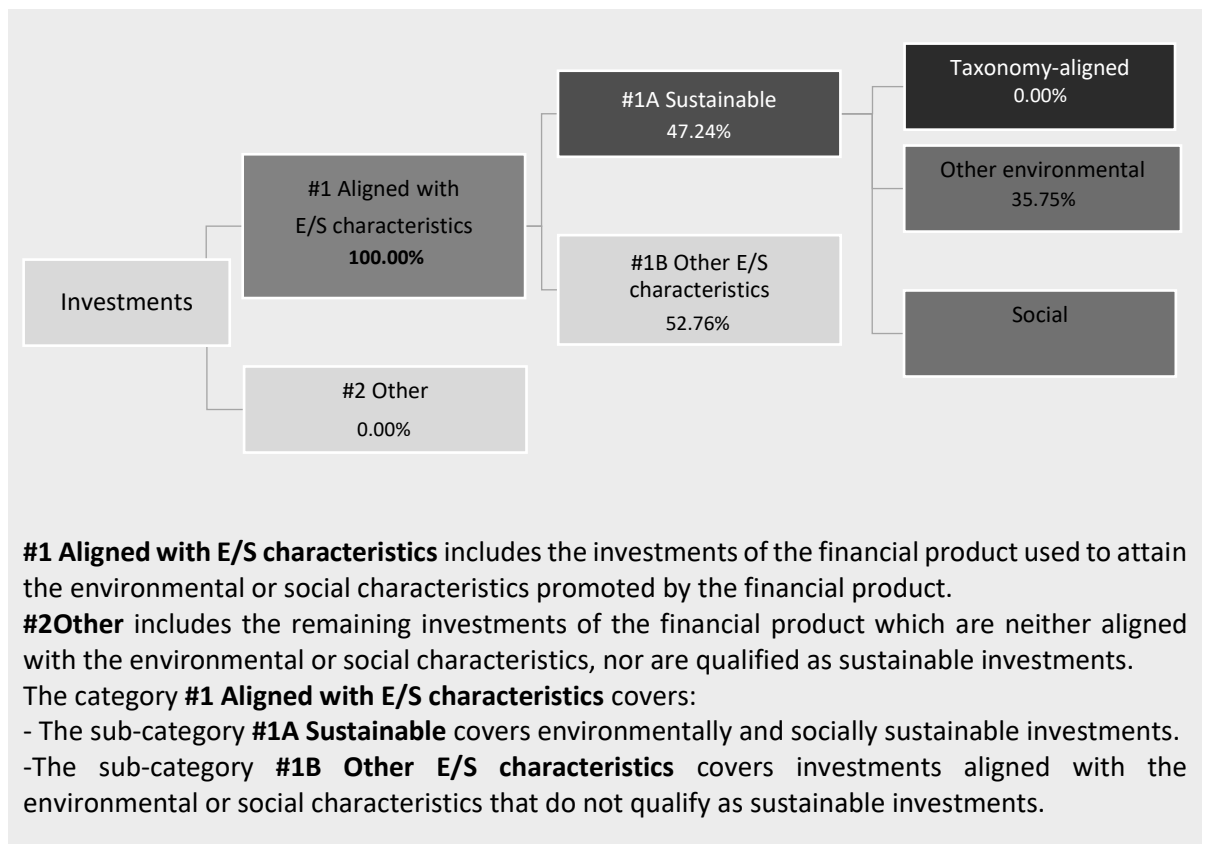 Taxonomy-aligned
0.00%
#1A Sustainable
47.24%
Other environmental
35.75%
#1 Aligned with
E/S characteristics
100.00%
#1B Other E/S
characteristics
52.76%
Investments
Social
#2 Other
0.00%
#1 Aligned with E/S characteristics includes the investments of the financial product used to attain
the environmental or social characteristics promoted by the financial product.
#2Other includes the remaining investments of the financial product which are neither aligned
with the environmental or social characteristics, nor are qualified as sustainable investments.
The category #1 Aligned with E/S characteristics covers:
- The sub-category #1A Sustainable covers environmentally and socially sustainable investments.
-The sub-category #1B Other E/S characteristics covers investments aligned with the
environmental or social characteristics that do not qualify as sustainable investments.